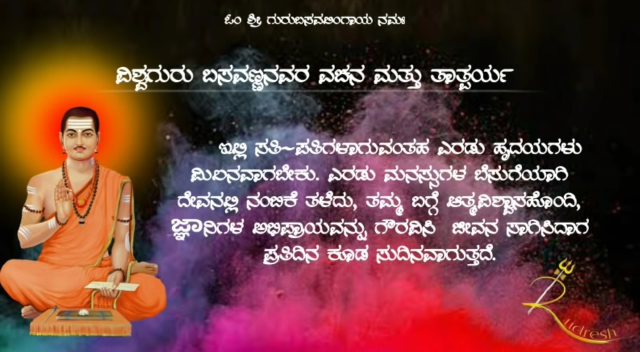 ಓಂ ಶ್ರೀ ಗುರುಬಸವಲಿಂಗಾಯ ನಮಃ
ವಿಶ್ವಗುರು ಬಸವಣ್ಣನವರ ವಚನ ಮತ್ತು ತಾತ್ಪರ್ಯ
ಇಲ್ಲಿ ಸತಿ-ಪತಿಗಳಾಗುವಂತಹ ಎರಡು ಹೃದಯಗಳು
ಮಿಲನವಾಗಬೇಕು. ಎರಡು ಮನಸ್ಸುಗಳ ಬೆಸುಗೆಯಾಗಿ
ದೇವನಲ್ಲಿ ನಂಬಿಕೆ ತಳೆದು, ತಮ್ಮ ಬಗ್ಗೆ ಆತ್ಮವಿಶ್ವಾಸಹೊಂದಿ,
ಜ್ಞಾನಿಗಳ ಅಭಿಪ್ರಾಯವನ್ನು ಗೌರವಿಸಿ ಜೀವನ ಸಾಗಿಸಿದಾಗ
ಪ್ರತಿದಿನ ಕೂಡ ಸುದಿನವಾಗುತ್ತದೆ.
Rudresh